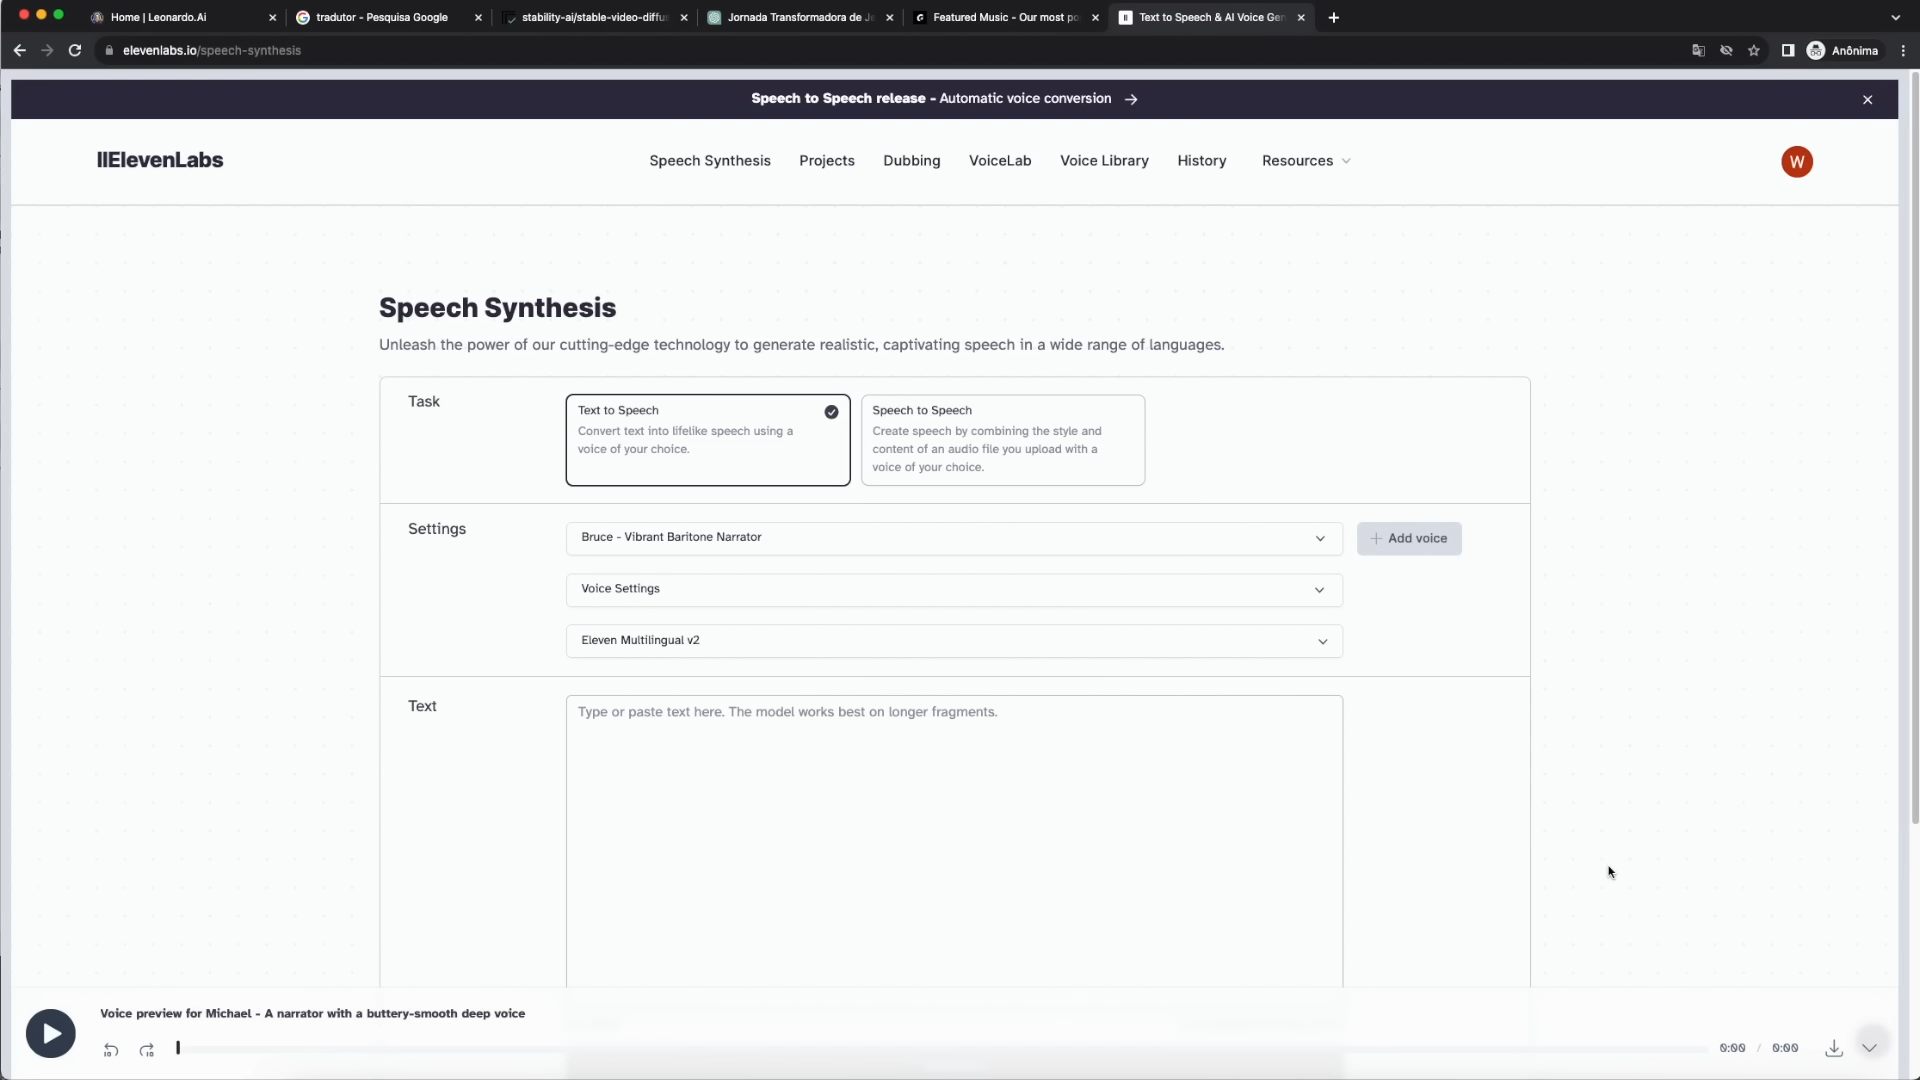 Home | Leonardo.Ai
tradutor - Pesquisa Google
stability-ai/stable-video-diffu
Jornada Transformadora de Je
Featured Music - Our most po
Text to Speech & AI Voice Gen
elevenlabs.io/speech-synthesis
Anônima
Speech to Speech release - Automatic voice conversion →
IIElevenLabs
Speech Synthesis
Projects
Dubbing
VoiceLab
Voice Library
History
Resources
W
Speech Synthesis
Unleash the power of our cutting-edge technology to generate realistic, captivating speech in a wide range of languages.
Task
Text to Speech
Convert text into lifelike speech using a
voice of your choice.
Speech to Speech
Create speech by combining the style and
content of an audio file you upload with a
voice of your choice.
Settings
Bruce - Vibrant Baritone Narrator
+ Add voice
Voice Settings
Eleven Multilingual v2
Text
Type or paste text here. The model works best on longer fragments.
Voice preview for Michael - A narrator with a buttery-smooth deep voice
10
10
0:00 / 0:00